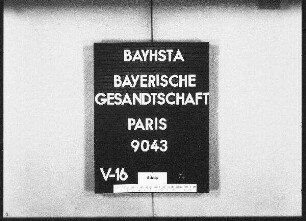 BAYHSTA
BAYERISCHE
GESANDTSCHAFT
PARIS
9043
V-16